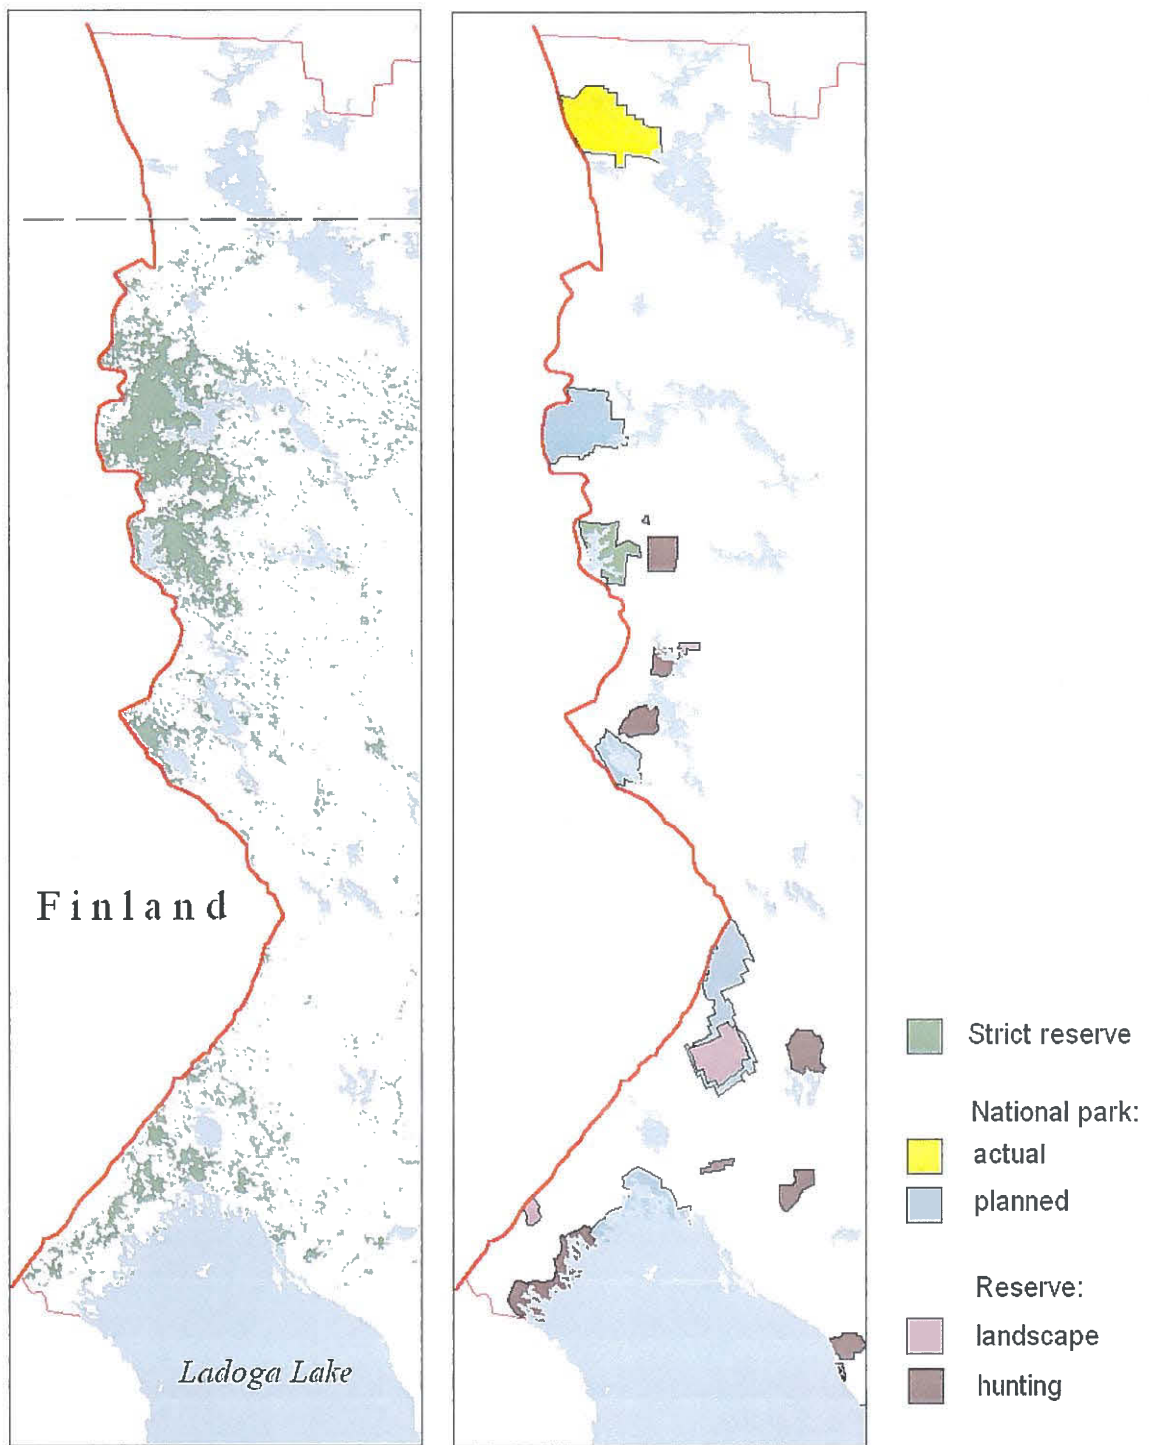 Finland
Ladoga Lake
Strict reserve
National park:
actual
planned
Reserve:
landscape
hunting